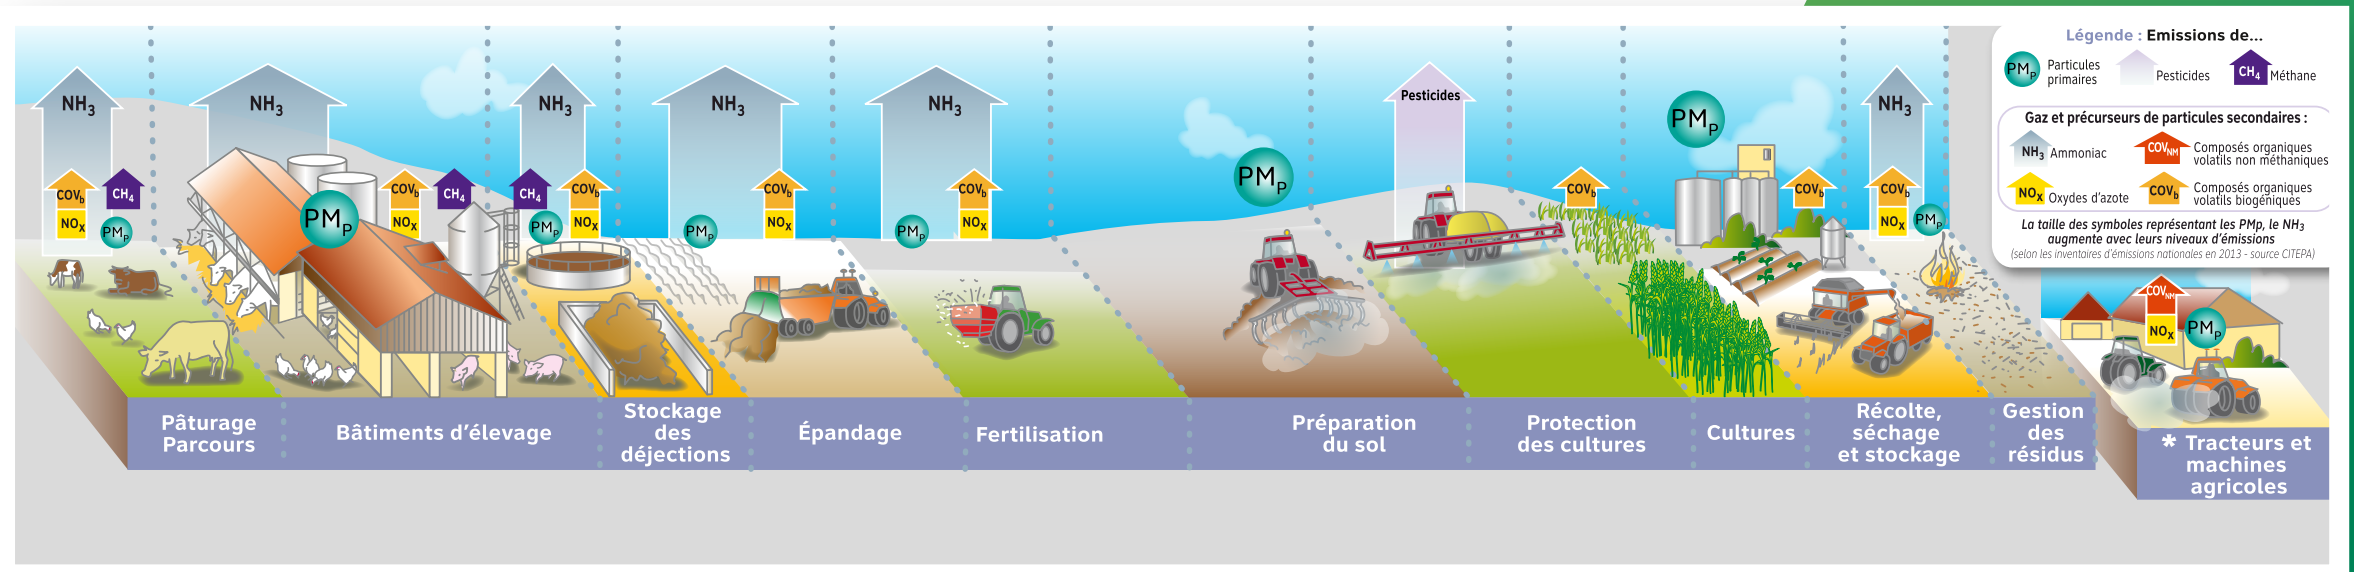 Légende : Emissions de...
PMp
Particules
primaires
Pesticides
CH4
Méthane
Gaz et précurseurs de particules secondaires :
NH3
Ammoniac
COVNM
Composés organiques
volatils non méthaniques
NOx
Oxydes d'azote
COVb
Composés organiques
volatils biogéniques
La taille des symboles représentant les PMp, le NH3
augmente avec leurs niveaux d'émissions
(selon les inventaires d'émissions nationales en 2013 - source CITEPA)
NH3
COVb
NOx
CH4
PMp
NH3
PMp
COVb
NOx
CH4
NH3
CH4
PMp
COVb
NOx
NH3
PMp
COVb
NOx
NH3
PMp
COVb
NOx
PMp
Pesticides
COVb
PMp
COVb
NH3
COVb
NOx
PMp
COVNM
NOx
PMp
Pâturage
Parcours
Bâtiments d'élevage
Stockage
des
déjections
Épandage
Fertilisation
Préparation
du sol
Protection
des cultures
Cultures
Récolte,
séchage
et stockage
Gestion
des
résidus
* Tracteurs et
machines
agricoles